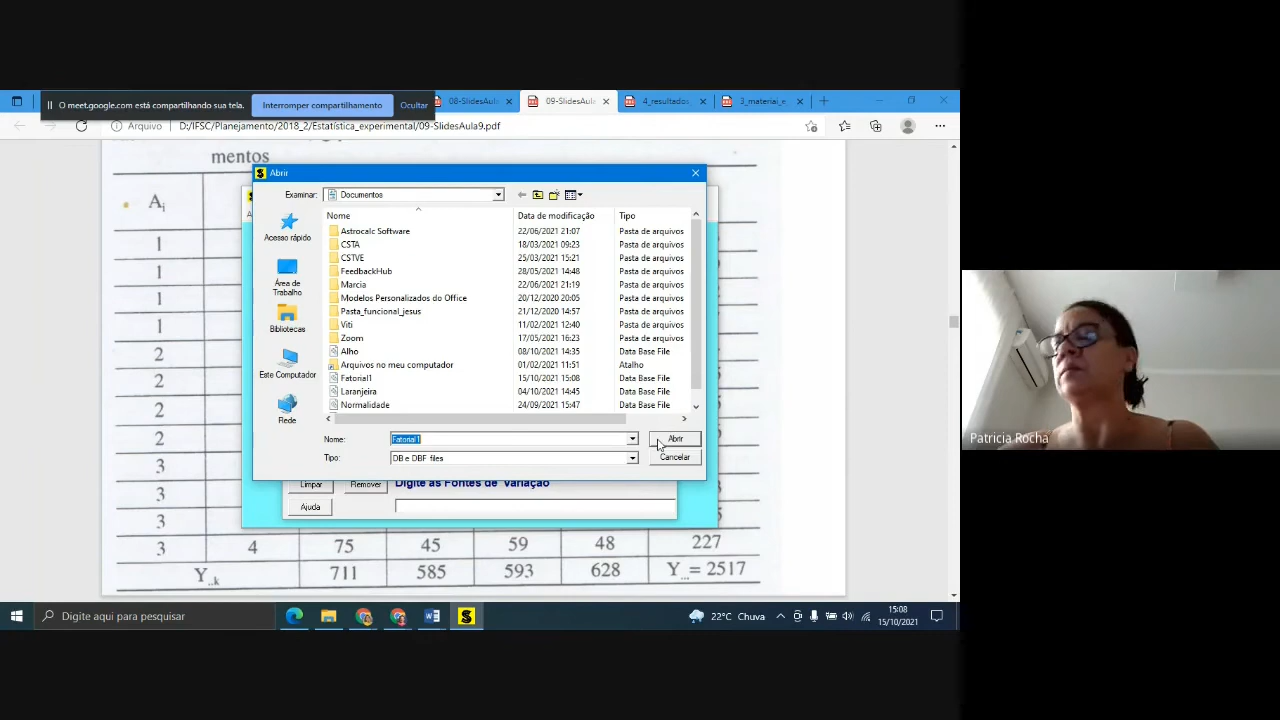 O meet.google.com está compartilhando sua tela.
Interromper compartilhamento
Ocultar
08-SlidesAula
09-SlidesAula
4_resultados
3_material_e
Arquivo
D:/IFSC/Planejamento/2018_2/Estatística_experimental/09-SlidesAula9.pdf
mentos
Ai
1
1
1
1
2
2
2
2
3
3
3
3 4 75 45 59 48 227
Y..k 711 585 593 628 Y... = 2517
Abrir
Examinar: Documentos
Acesso rápido
Área de Trabalho
Bibliotecas
Este Computador
Rede
Nome Data de modificação Tipo
Astrocalc Software 22/06/2021 21:07 Pasta de arquivos
CSTA 18/03/2021 09:23 Pasta de arquivos
CSTVE 25/03/2021 15:21 Pasta de arquivos
FeedbackHub 28/05/2021 14:48 Pasta de arquivos
Marcia 22/06/2021 21:19 Pasta de arquivos
Modelos Personalizados do Office 20/12/2020 20:05 Pasta de arquivos
Pasta_funcional_jesus 21/12/2020 14:57 Pasta de arquivos
Viti 11/02/2021 12:40 Pasta de arquivos
Zoom 17/05/2021 16:23 Pasta de arquivos
Alho 08/10/2021 14:35 Data Base File
Arquivos no meu computador 01/02/2021 11:51 Atalho
Fatorial1 15/10/2021 15:08 Data Base File
Laranjeira 04/10/2021 14:45 Data Base File
Normalidade 24/09/2021 15:47 Data Base File
Nome: Fatorial1 Abrir
Tipo: DB e DBF files Cancelar
Limpar Remover Digite as Fontes de Variação
Ajuda
Digite aqui para pesquisar
22°C Chuva
15:08
15/10/2021
Patricia Rocha